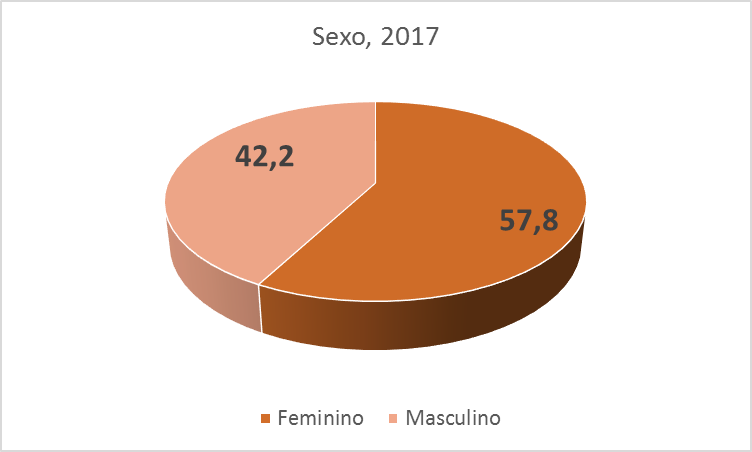 Sexo, 2017
42,2
57,8
Feminino
Masculino